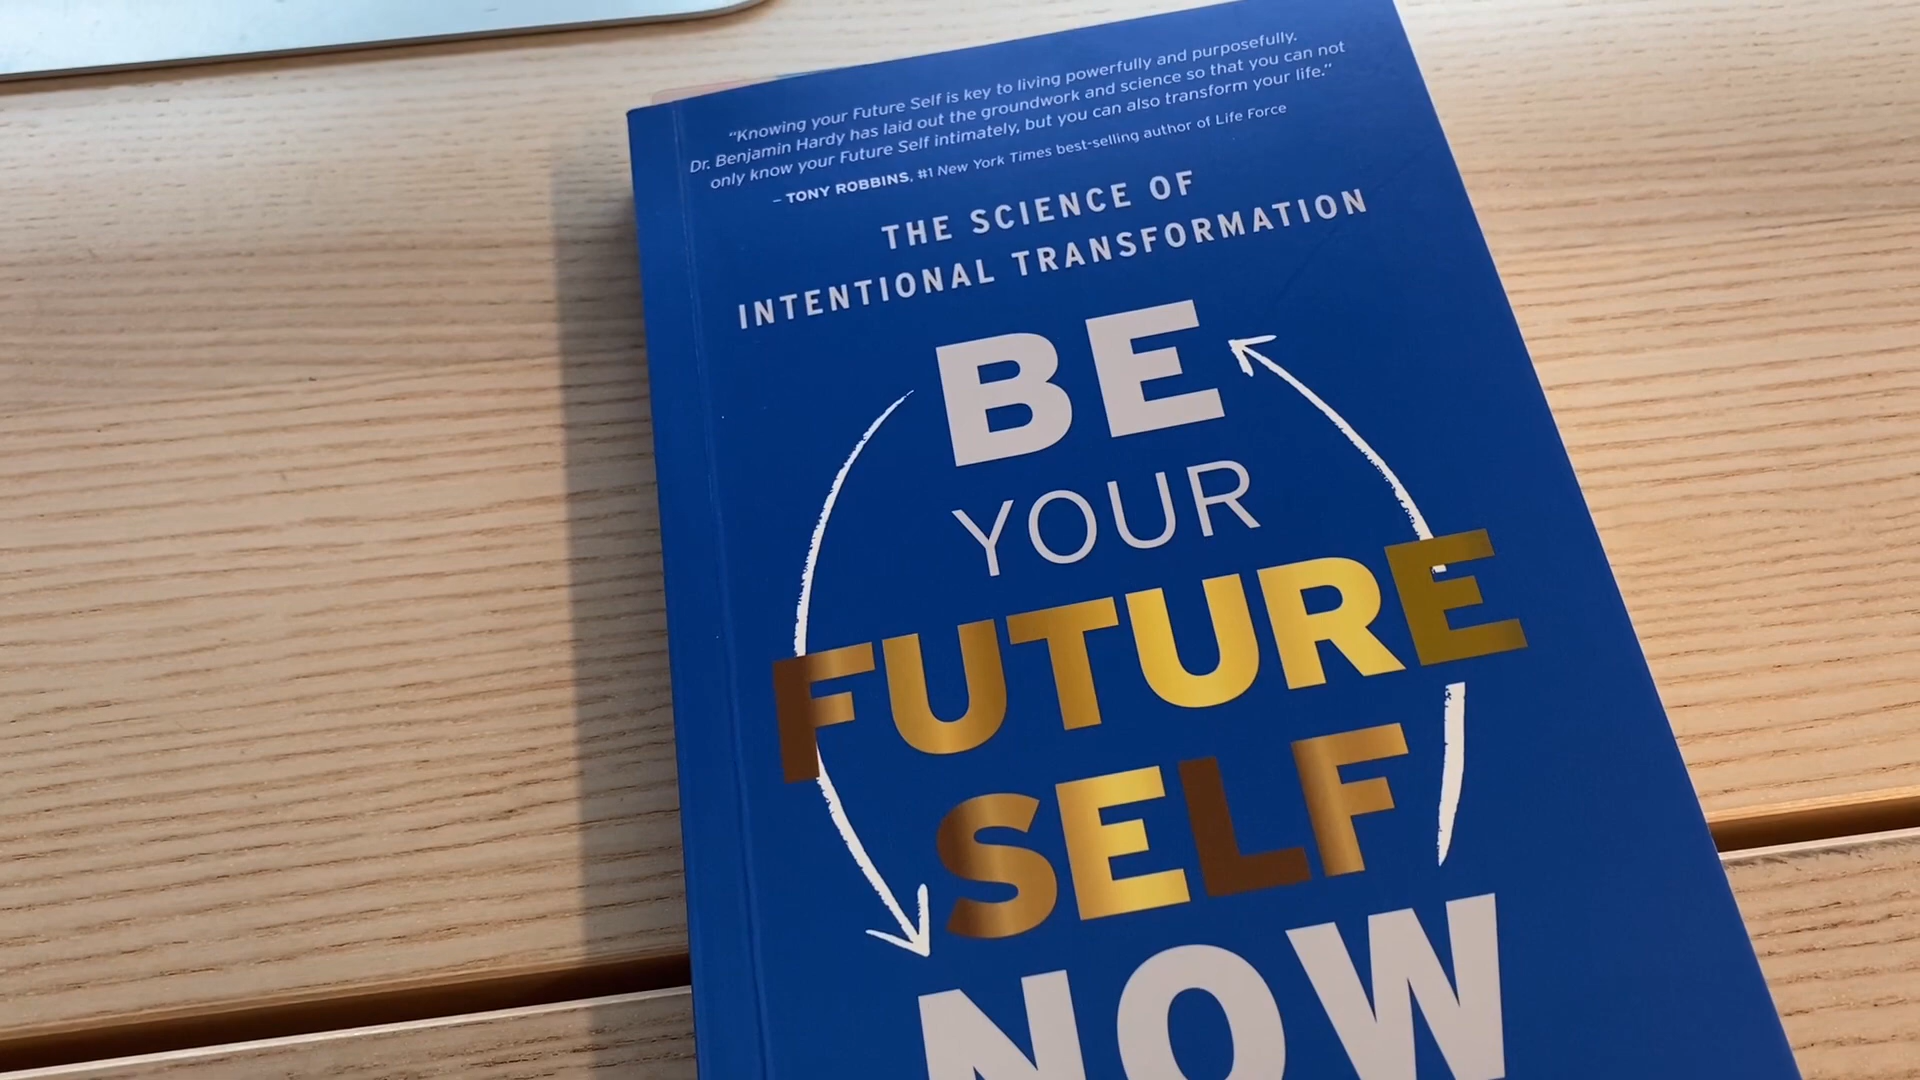 “Knowing your Future Self is key to living powerfully and purposefully.
Dr. Benjamin Hardy has laid out the groundwork and science so that you can not
only know your Future Self intimately, but you can also transform your life.”
– TONY ROBBINS, #1 New York Times best-selling author of Life Force
THE SCIENCE OF
INTENTIONAL TRANSFORMATION
BE
YOUR
FUTURE
SELF
NOW